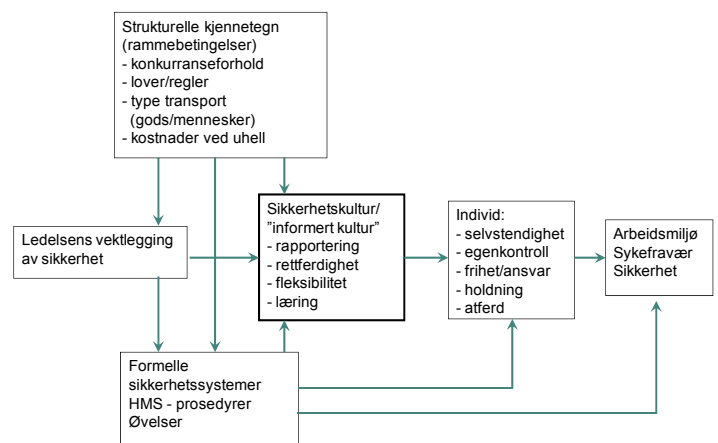 Strukturelle kjennetegn
(rammebetingelser)
- konkurranseforhold
- lover/regler
- type transport
(gods/mennesker)
- kostnader ved uhell
Ledelsens vektlegging
av sikkerhet
Sikkerhetskultur/
”informert kultur”
- rapportering
- rettferdighet
- fleksibilitet
- læring
Individ:
- selvstendighet
- egenkontroll
- frihet/ansvar
- holdning
- atferd
Arbeidsmiljø
Sykefravær
Sikkerhet
Formelle
sikkerhetssystemer
HMS - prosedyrer
Øvelser